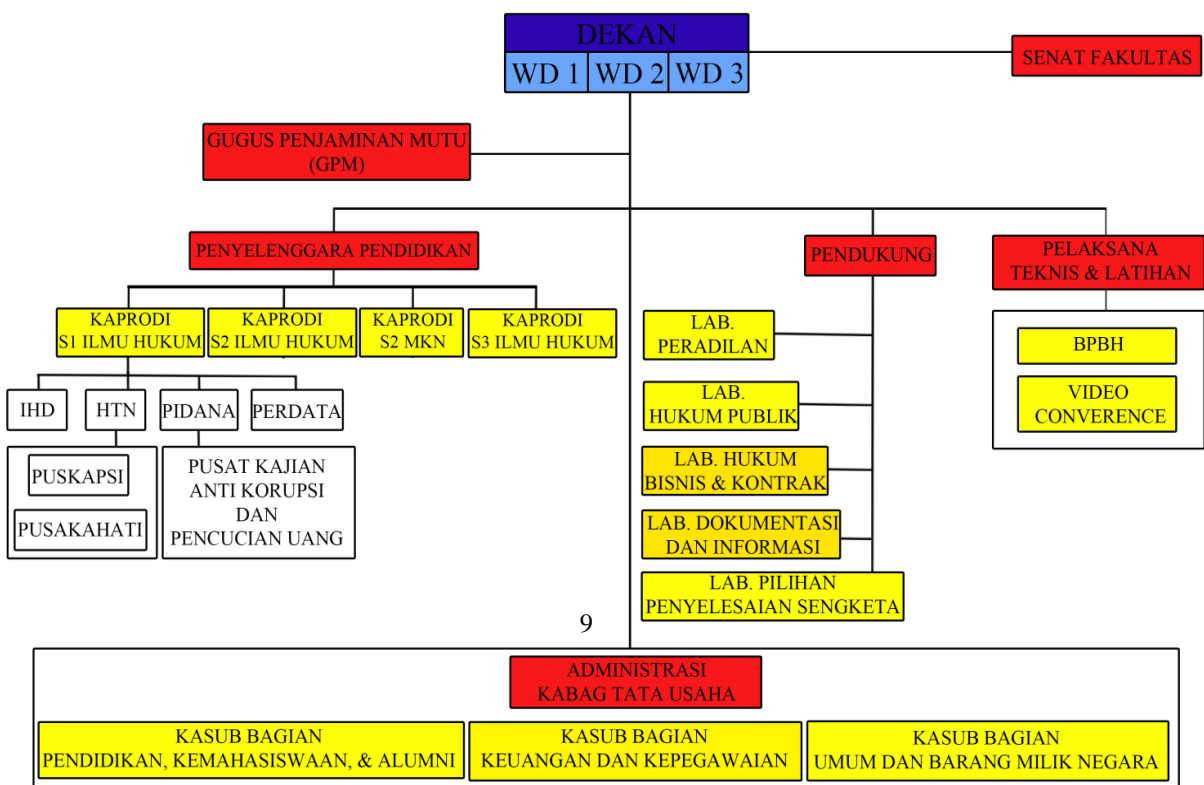 DEKAN
WD 1
WD 2
WD 3
SENAT FAKULTAS
GUGUS PENJAMINAN MUTU
(GPM)
PENYELENGGARA PENDIDIKAN
PENDUKUNG
PELAKSANA
TEKNIS & LATIHAN
KAPRODI
S1 ILMU HUKUM
KAPRODI
S2 ILMU HUKUM
KAPRODI
S2 MKN
KAPRODI
S3 ILMU HUKUM
IHD
HTN
PIDANA
PERDATA
PUSKAPSI
PUSAKAHATI
PUSAT KAJIAN
ANTI KORUPSI
DAN
PENCUCIAN UANG
LAB.
PERADILAN
LAB.
HUKUM PUBLIK
LAB. HUKUM
BISNIS & KONTRAK
LAB. DOKUMENTASI
DAN INFORMASI
LAB. PILIHAN
PENYELESAIAN SENGKETA
BPBH
VIDEO
CONVERENCE
9
ADMINISTRASI
KABAG TATA USAHA
KASUB BAGIAN
PENDIDIKAN, KEMAHASISWAAN, & ALUMNI
KASUB BAGIAN
KEUANGAN DAN KEPEGAWAIAN
KASUB BAGIAN
UMUM DAN BARANG MILIK NEGARA